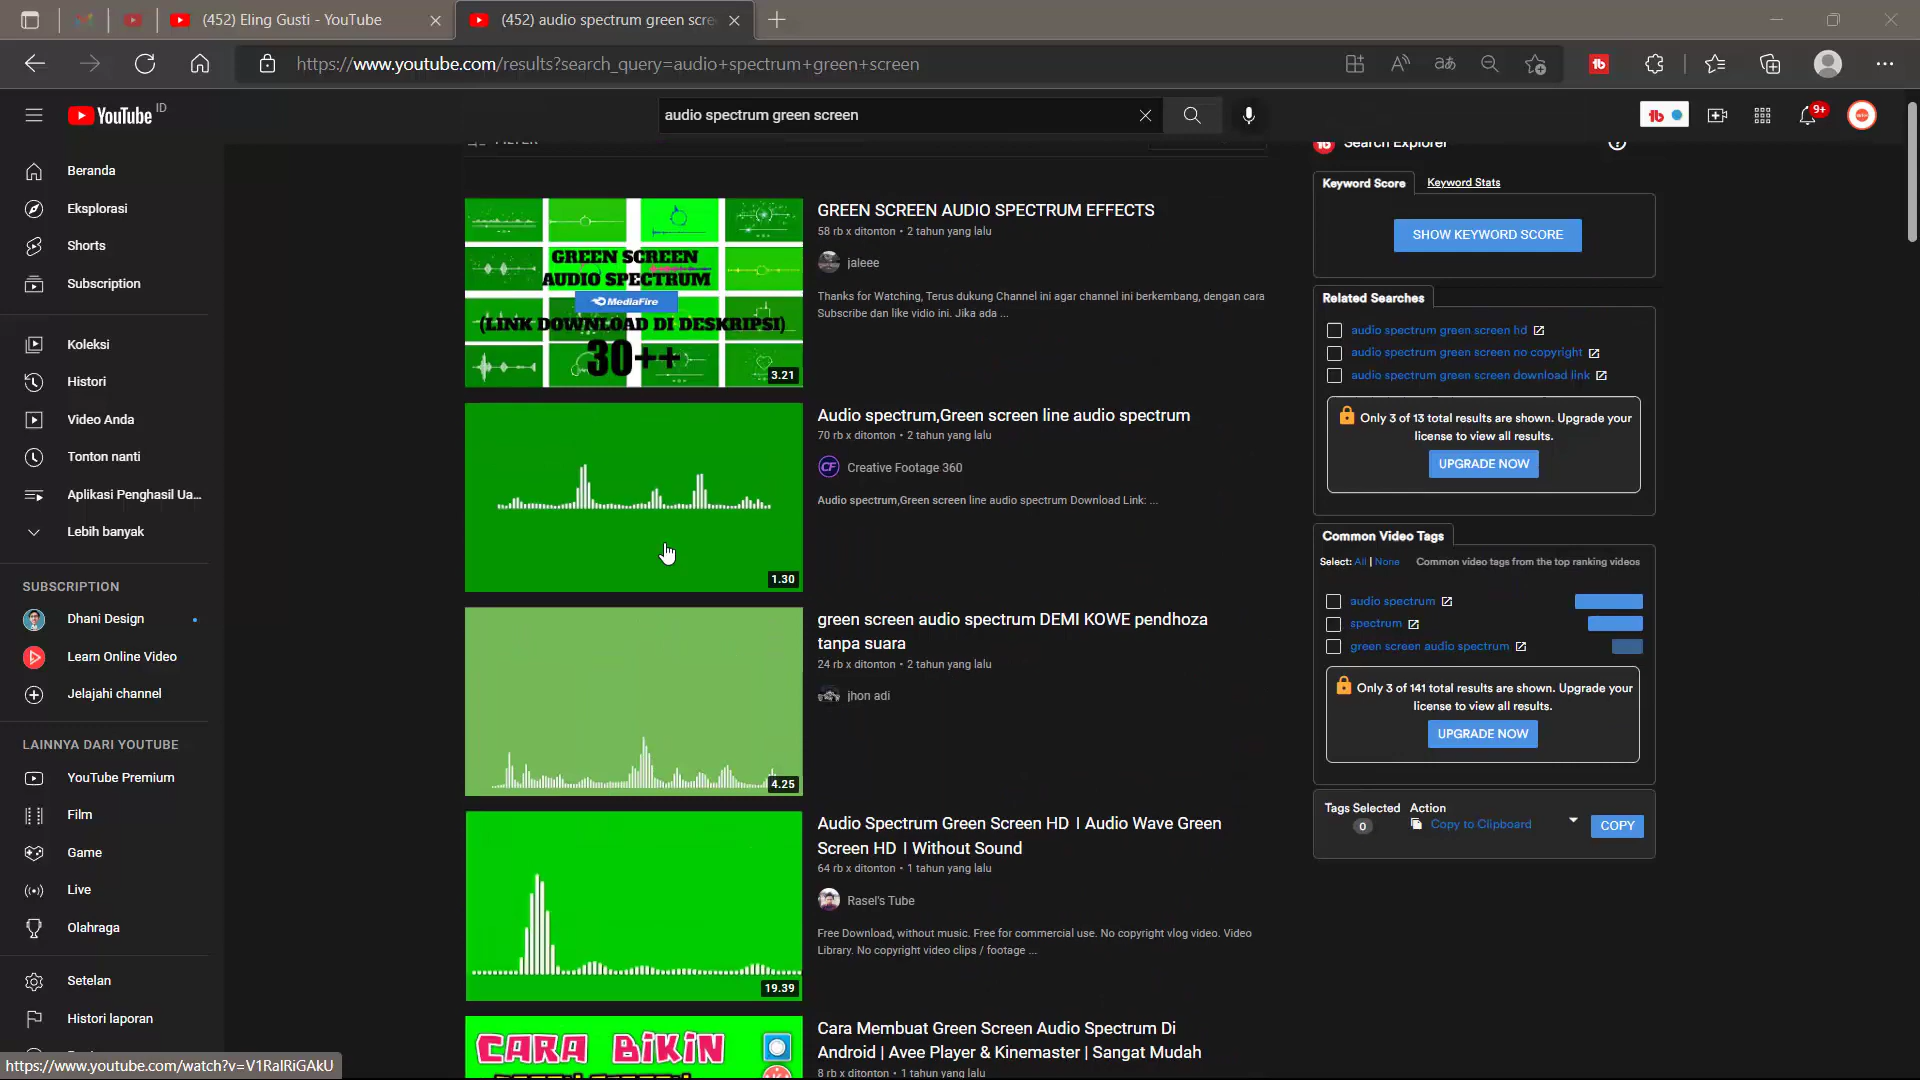 (452) Eling Gusti - YouTube
(452) audio spectrum green scre
https://www.youtube.com/results?search_query=audio+spectrum+green+screen
YouTube ID
audio spectrum green screen
9+
Beranda
Eksplorasi
Shorts
Subscription
Koleksi
Histori
Video Anda
Tonton nanti
Aplikasi Penghasil Ua...
Lebih banyak
SUBSCRIPTION
Dhani Design
Learn Online Video
Jelajahi channel
LAINNYA DARI YOUTUBE
YouTube Premium
Film
Game
Live
Olahraga
Setelan
Histori laporan
https://www.youtube.com/watch?v=V1RalRiGAkU
FILTER
GREEN SCREEN
AUDIO SPECTRUM
MediaFire
(LINK DOWNLOAD DI DESKRIPSI)
30++
3.21
GREEN SCREEN AUDIO SPECTRUM EFFECTS
58 rb x ditonton • 2 tahun yang lalu
jaleee
Thanks for Watching, Terus dukung Channel ini agar channel ini berkembang, dengan cara
Subscribe dan like vidio ini. Jika ada ...
1.30
Audio spectrum,Green screen line audio spectrum
70 rb x ditonton • 2 tahun yang lalu
CF Creative Footage 360
Audio spectrum,Green screen line audio spectrum Download Link: ...
4.25
green screen audio spectrum DEMI KOWE pendhoza
tanpa suara
24 rb x ditonton • 2 tahun yang lalu
jhon adi
19.39
Audio Spectrum Green Screen HD I Audio Wave Green
Screen HD I Without Sound
64 rb x ditonton • 1 tahun yang lalu
Rasel's Tube
Free Download, without music. Free for commercial use. No copyright vlog video. Video
Library. No copyright video clips / footage ...
CARA BIKIN
Cara Membuat Green Screen Audio Spectrum Di
Android | Avee Player & Kinemaster | Sangat Mudah
8 rb x ditonton • 1 tahun yang lalu
Search Explorer
Keyword Score
Keyword Stats
SHOW KEYWORD SCORE
Related Searches
audio spectrum green screen hd
audio spectrum green screen no copyright
audio spectrum green screen download link
Only 3 of 13 total results are shown. Upgrade your
license to view all results.
UPGRADE NOW
Common Video Tags
Select: All | None
Common video tags from the top ranking videos
audio spectrum
spectrum
green screen audio spectrum
Only 3 of 141 total results are shown. Upgrade your
license to view all results.
UPGRADE NOW
Tags Selected
0
Action
Copy to Clipboard
COPY